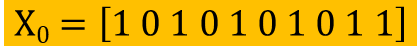 X₀ = [1 0 1 0 1 0 1 0 1 1]